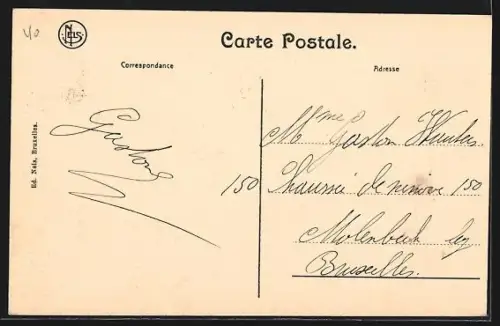 40
NELS
Carte Postale.
Correspondance
Adresse
Ed. Nels, Bruxelles.
Gaston
Mme Gaston
150 Chaussée de ninove 150
Molenbeek lez
Bruxelles.